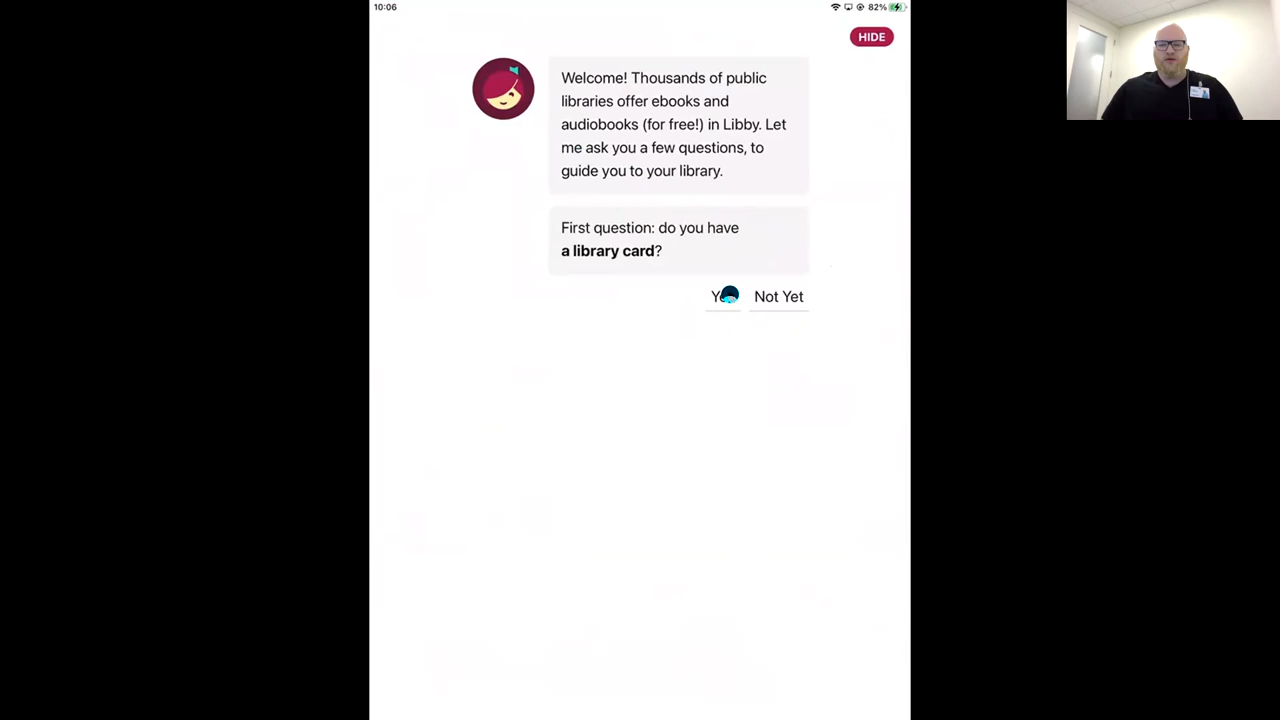 10:06
82%
HIDE
Welcome! Thousands of public
libraries offer ebooks and
audiobooks (for free!) in Libby. Let
me ask you a few questions, to
guide you to your library.
First question: do you have
a library card?
Not Yet